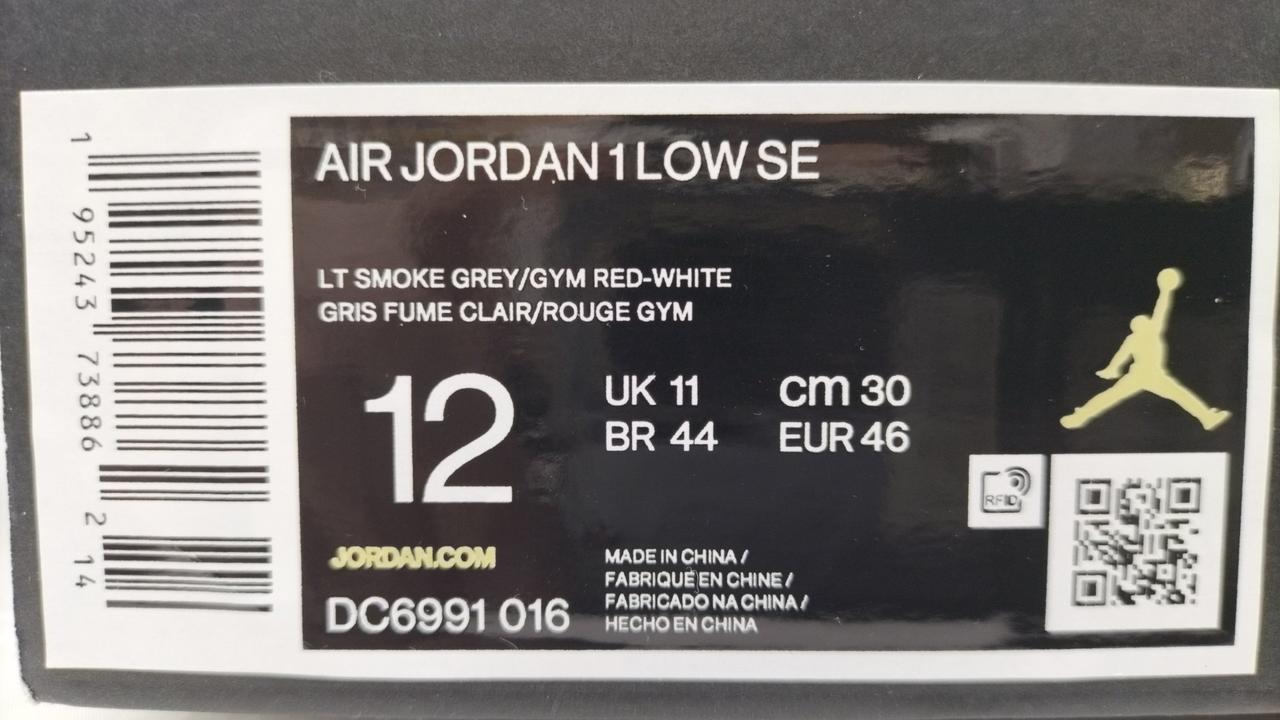 AIR JORDAN 1 LOW SE
LT SMOKE GREY/GYM RED-WHITE
GRIS FUME CLAIR/ROUGE GYM
12
UK 11
cm 30
BR 44
EUR 46
RFID
JORDAN.COM
DC6991 016
MADE IN CHINA /
FABRIQUÉ EN CHINE /
FABRICADO NA CHINA /
HECHO EN CHINA
1 95243 73886 2 14